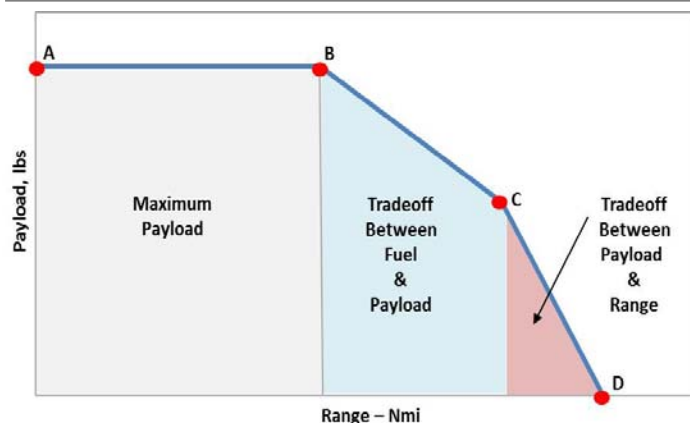 A
B
Payload, lbs
Maximum
Payload
Tradeoff
Between
Fuel
&
Payload
C
Tradeoff
Between
Payload
&
Range
D
Range – Nmi